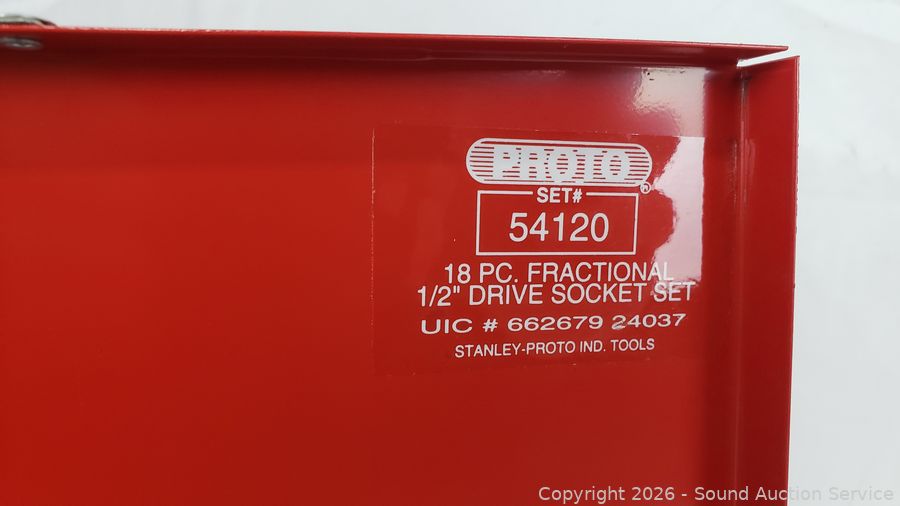 PROTO
®
SET#
54120
18 PC. FRACTIONAL
1/2" DRIVE SOCKET SET
UIC # 662679 24037
STANLEY-PROTO IND. TOOLS
Copyright © 2026 - Sound Auction Service